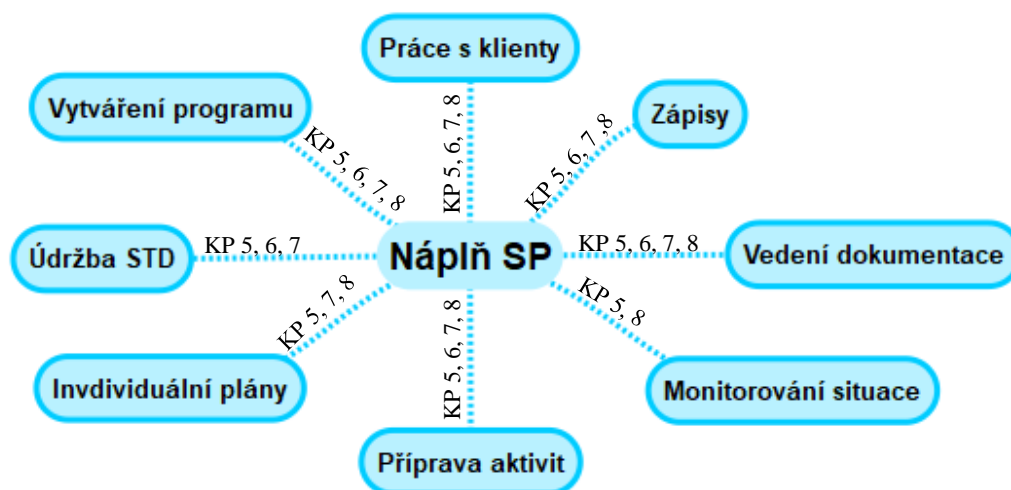 Práce s klienty
Vytváření programu
Zápisy
KP 5, 6, 7, 8
KP 5, 6, 7, 8
KP 5, 6, 7,8
Údržba STD
KP 5, 6, 7
Náplň SP
KP 5, 6, 7, 8
Vedení dokumentace
KP 5, 7, 8
KP 5, 6, 7, 8
KP 5, 8
Invdividuální plány
Monitorování situace
Příprava aktivit